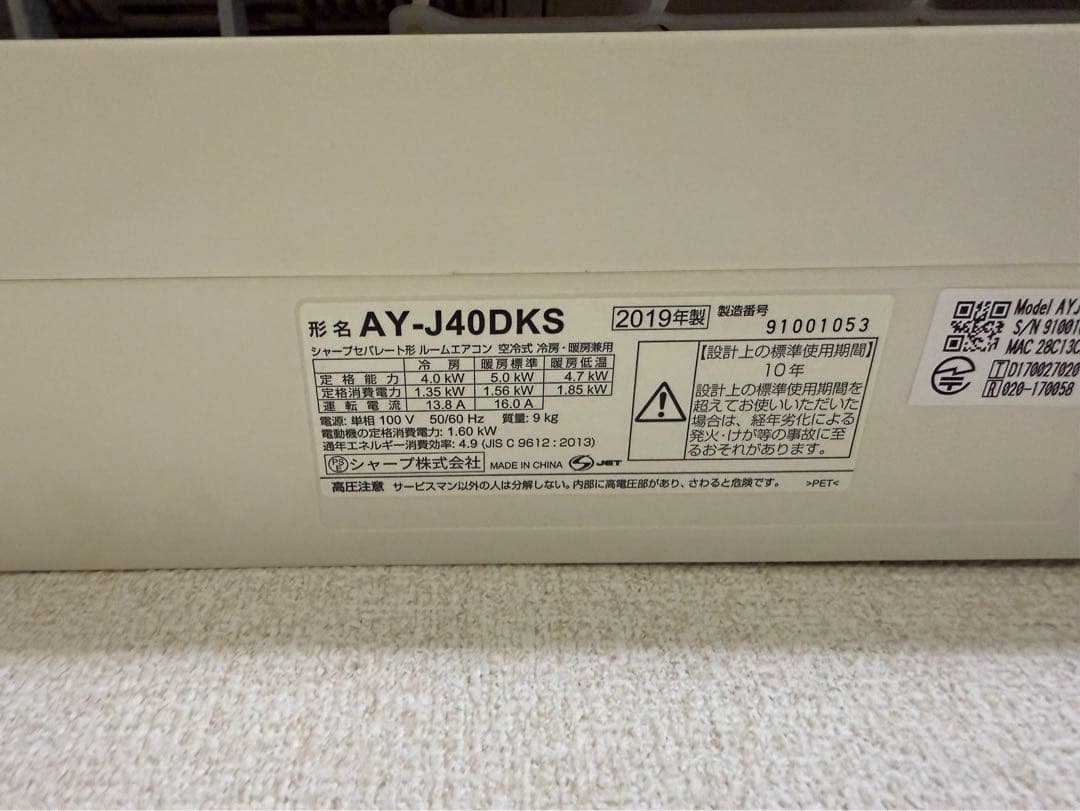 形名 AY-J40DKS 2019年製 製造番号 91001053
シャープセパレート形 ルームエアコン 空冷式 冷房・暖房兼用
冷房 暖房標準 暖房低温
定格能力 4.0 kW 5.0 kW 4.7 kW
定格消費電力 1.35 kW 1.56 kW 1.85 kW
運転電流 13.8 A 16.0 A
電源: 単相 100 V 50/60 Hz 質量: 9 kg
電動機の定格消費電力: 1.60 kW
通年エネルギー消費効率: 4.9 (JIS C 9612 : 2013)
PSE シャープ株式会社 MADE IN CHINA S JET
【設計上の標準使用期間】
10年
設計上の標準使用期間を
超えてお使いいただいた
場合は、経年劣化による
発火・けが等の事故に至
るおそれがあります。
高圧注意 サービスマン以外の人は分解しない。内部に高電圧部があり、さわると危険です。 >PET<
Model AYJ
S/N 91001
MAC 28C13C
T D170027020
R 020-170058